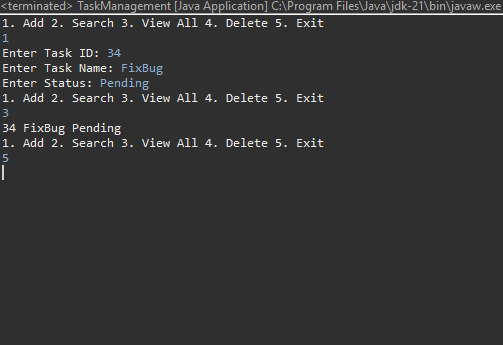 <terminated> TaskManagement [Java Application] C:\Program Files\Java\jdk-21\bin\javaw.exe
1. Add 2. Search 3. View All 4. Delete 5. Exit
1
Enter Task ID: 34
Enter Task Name: FixBug
Enter Status: Pending
1. Add 2. Search 3. View All 4. Delete 5. Exit
3
34 FixBug Pending
1. Add 2. Search 3. View All 4. Delete 5. Exit
5